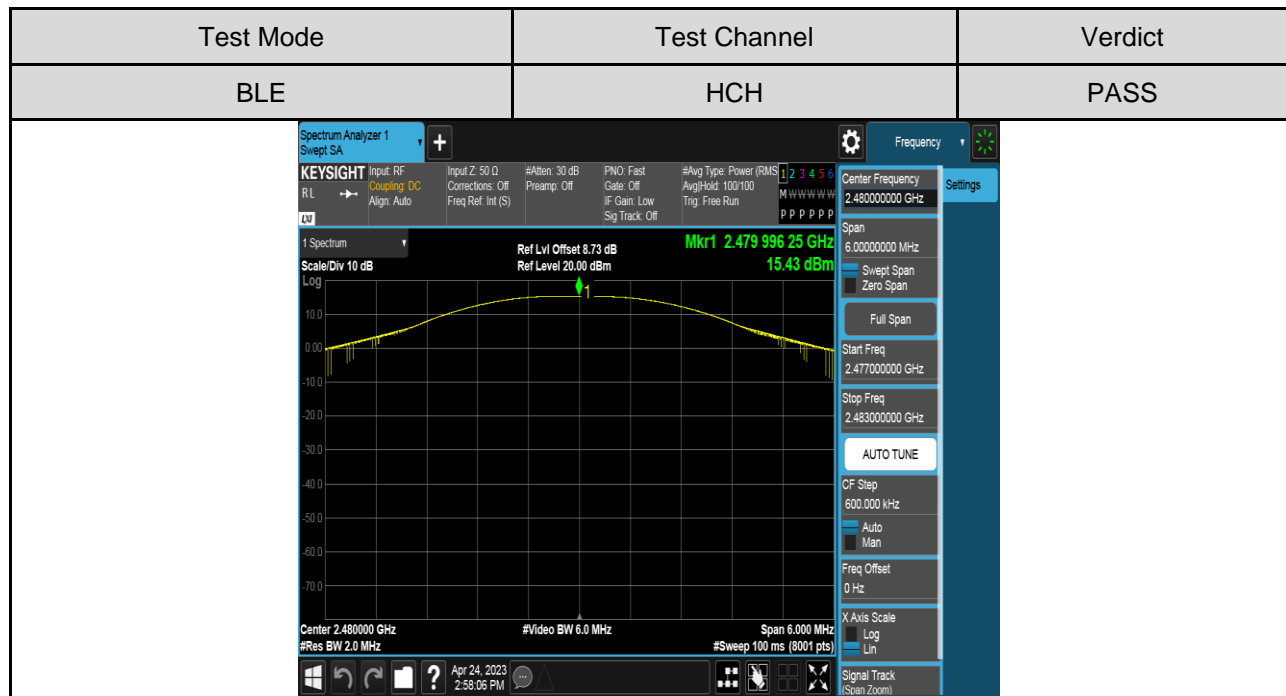 Test Mode Test Channel Verdict
BLE HCH PASS
Spectrum Analyzer 1
Swept SA
+
Frequency
KEYSIGHT Input: RF Input Z: 50 Ω #Atten: 30 dB PNO: Fast #Avg Type: Power (RMS 1 2 3 4 5 6
RL Coupling: DC Corrections: Off Preamp: Off Gate: Off Avg|Hold: 100/100 M W W W W W
Align: Auto Freq Ref: Int (S) IF Gain: Low Trig: Free Run
LXI Sig Track: Off P P P P P P
1 Spectrum
Scale/Div 10 dB
Log
Ref Lvl Offset 8.73 dB
Ref Level 20.00 dBm
Mkr1 2.479 996 25 GHz
15.43 dBm
1
10.0
0.00
-10.0
-20.0
-30.0
-40.0
-50.0
-60.0
-70.0
Center 2.480000 GHz #Video BW 6.0 MHz Span 6.000 MHz
#Res BW 2.0 MHz #Sweep 100 ms (8001 pts)
?
Apr 24, 2023
2:58:06 PM
Center Frequency
2.480000000 GHz
Settings
Span
6.00000000 MHz
Swept Span
Zero Span
Full Span
Start Freq
2.477000000 GHz
Stop Freq
2.483000000 GHz
AUTO TUNE
CF Step
600.000 kHz
Auto
Man
Freq Offset
0 Hz
X Axis Scale
Log
Lin
Signal Track
(Span Zoom)